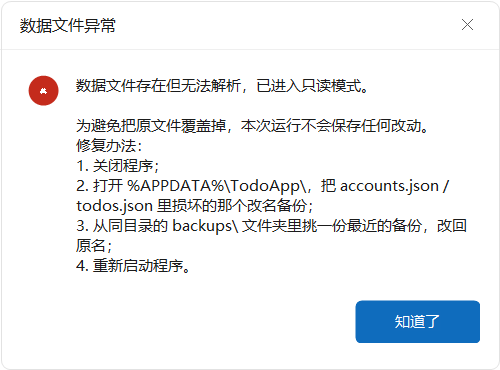 数据文件异常
数据文件存在但无法解析，已进入只读模式。
为避免把原文件覆盖掉，本次运行不会保存任何改动。
修复办法：
1. 关闭程序；
2. 打开 %APPDATA%\TodoApp\，把 accounts.json /
todos.json 里损坏的那个改名备份；
3. 从同目录的 backups\ 文件夹里挑一份最近的备份，改回
原名；
4. 重新启动程序。
知道了